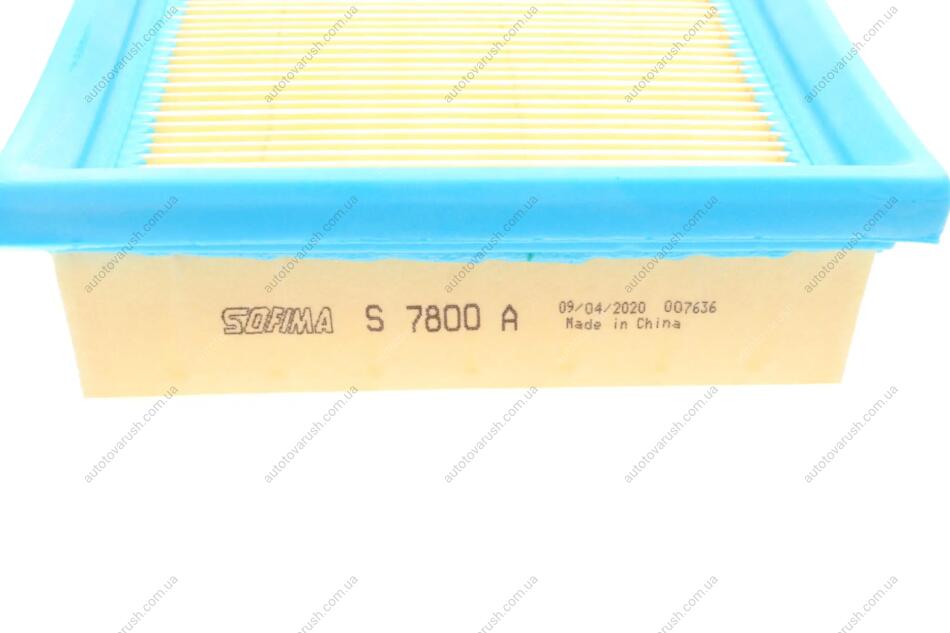 SOFIMA S 7800 A 09/04/2020 007636
Made in China
autotovarush.com.ua